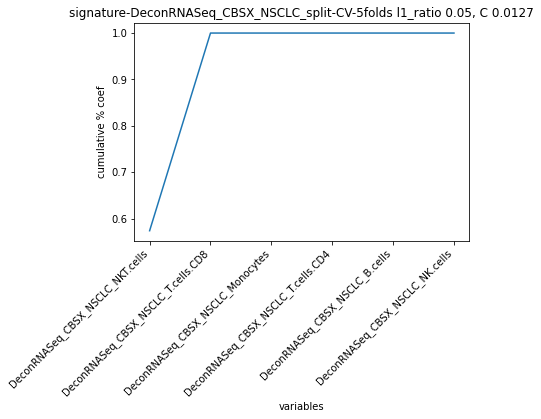 signature-DeconRNASeq_CBSX_NSCLC_split-CV-5folds l1_ratio 0.05, C 0.0127
cumulative % coef
1.0
0.9
0.8
0.7
0.6
DeconRNASeq_CBSX_NSCLC_NKT.cells
DeconRNASeq_CBSX_NSCLC_T.cells.CD8
DeconRNASeq_CBSX_NSCLC_Monocytes
DeconRNASeq_CBSX_NSCLC_T.cells.CD4
DeconRNASeq_CBSX_NSCLC_B.cells
DeconRNASeq_CBSX_NSCLC_NK.cells
variables